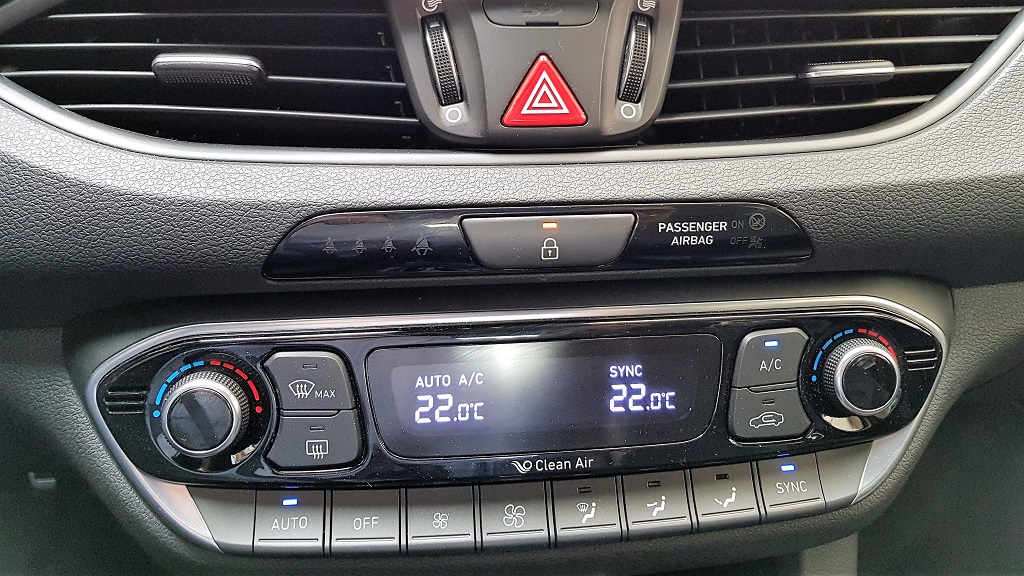 PASSENGER ON
AIRBAG OFF
AUTO A/C
22.0°C
SYNC
22.0°C
A/C
MAX
Clean Air
AUTO
OFF
SYNC